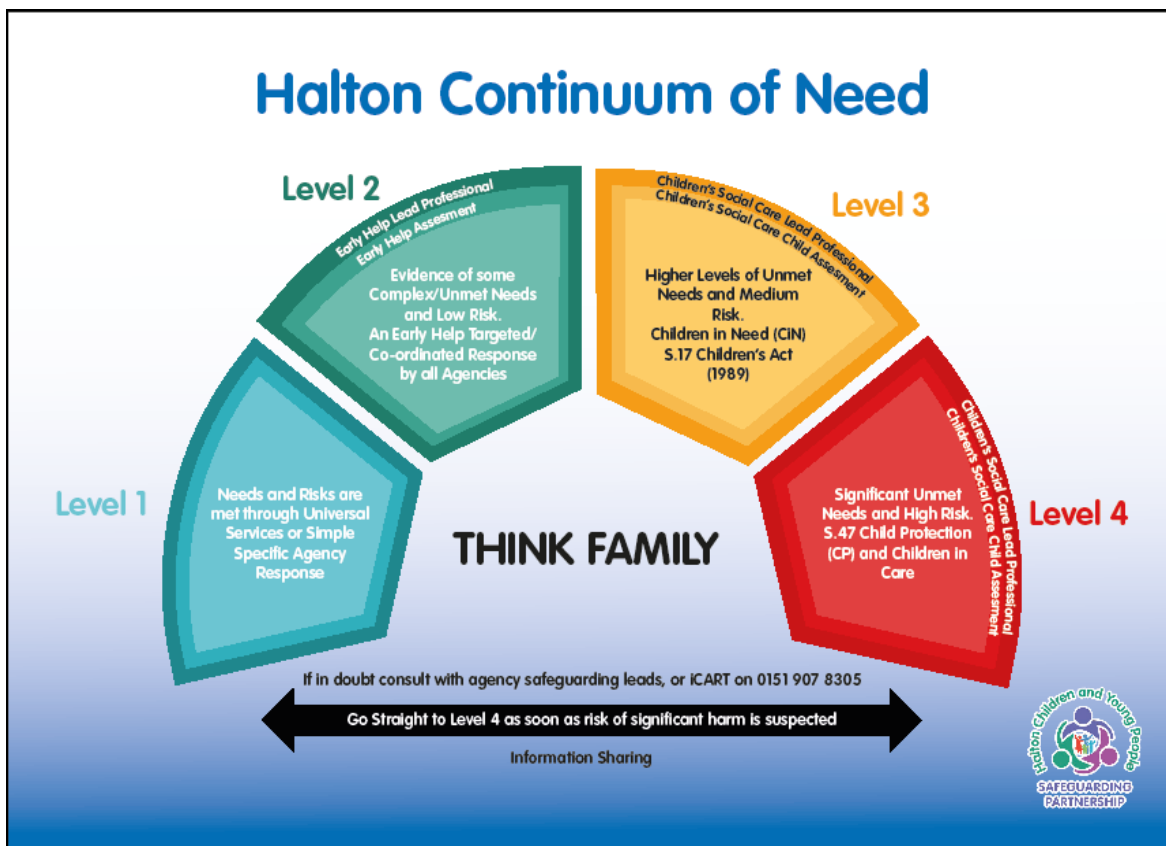 Halton Continuum of Need
Level 1
Needs and Risks are
met through Universal
Services or Simple
Specific Agency
Response
Level 2
Early Help Lead Professional
Early Help Assesment
Evidence of some
Complex/Unmet Needs
and Low Risk.
An Early Help Targeted/
Co-ordinated Response
by all Agencies
Level 3
Children's Social Care Lead Professional
Children's Social Care Child Assesment
Higher Levels of Unmet
Needs and Medium
Risk.
Children in Need (CiN)
S.17 Children's Act
(1989)
Level 4
Children's Social Care Lead Professional
Children's Social Care Child Assesment
Significant Unmet
Needs and High Risk.
S.47 Child Protection
(CP) and Children in
Care
THINK FAMILY
If in doubt consult with agency safeguarding leads, or iCART on 0151 907 8305
Go Straight to Level 4 as soon as risk of significant harm is suspected
Information Sharing
Halton Children and Young People
SAFEGUARDING
PARTNERSHIP